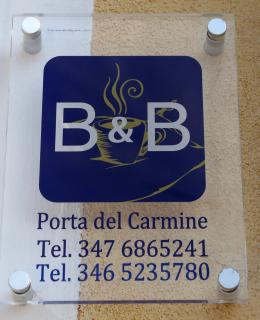 B&B
Porta del Carmine
Tel. 347 6865241
Tel. 346 5235780